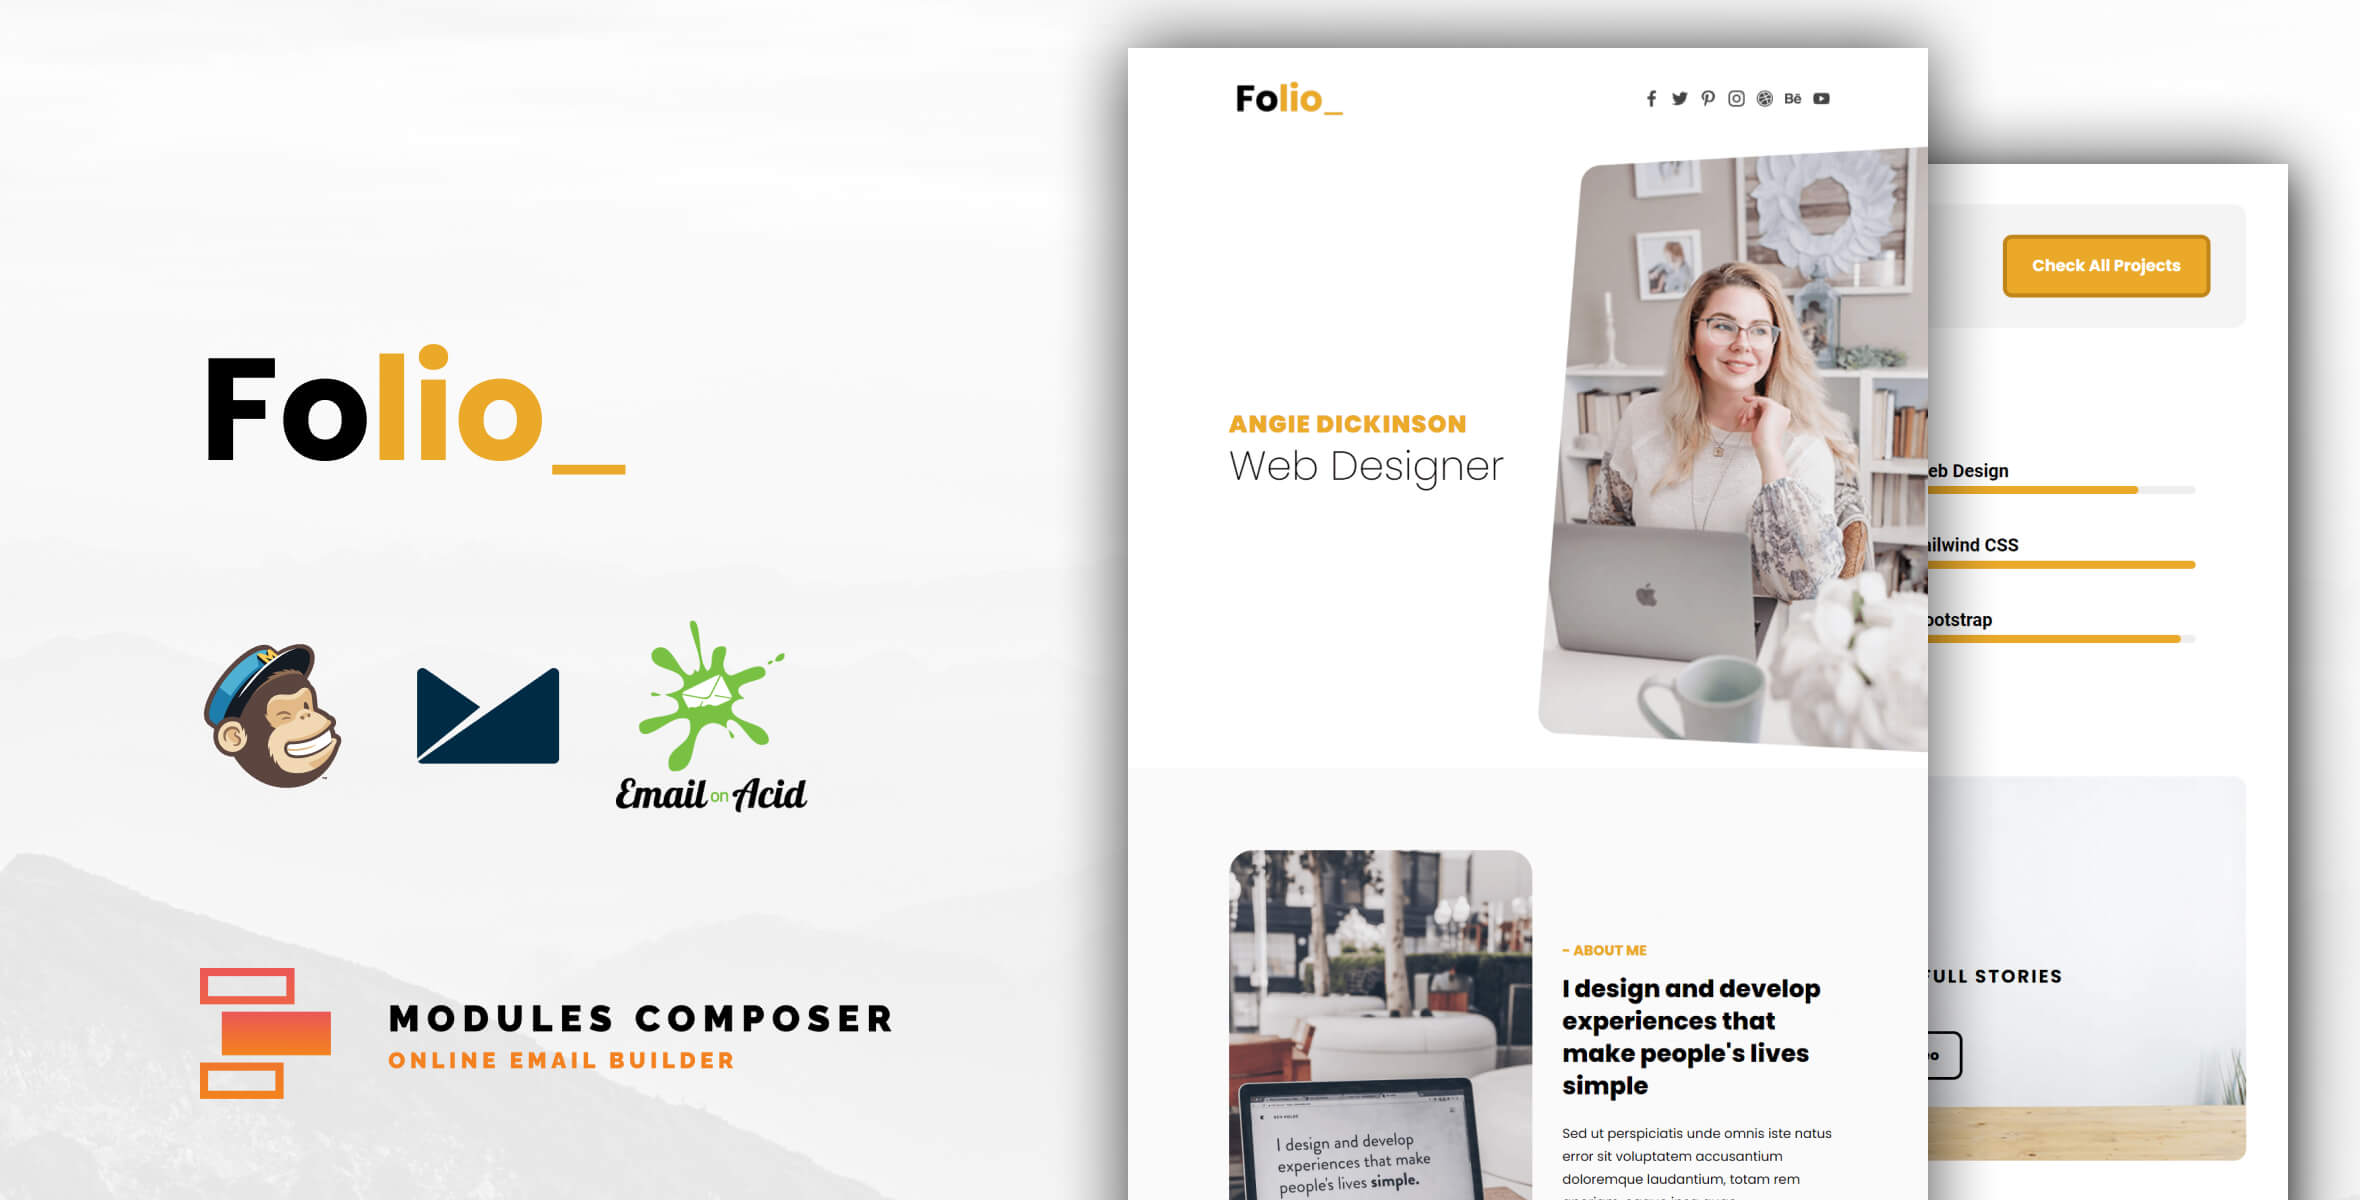 Folio_
Email on Acid
MODULES COMPOSER
ONLINE EMAIL BUILDER
Folio_
Bē
ANGIE DICKINSON
Web Designer
- ABOUT ME
I design and develop
experiences that
make people's lives
simple
Sed ut perspiciatis unde omnis iste natus
error sit voluptatem accusantium
doloremque laudantium, totam rem
I design and develop
experiences that make
people's lives simple.
Check All Projects
eb Design
ilwind CSS
ootstrap
FULL STORIES
eo